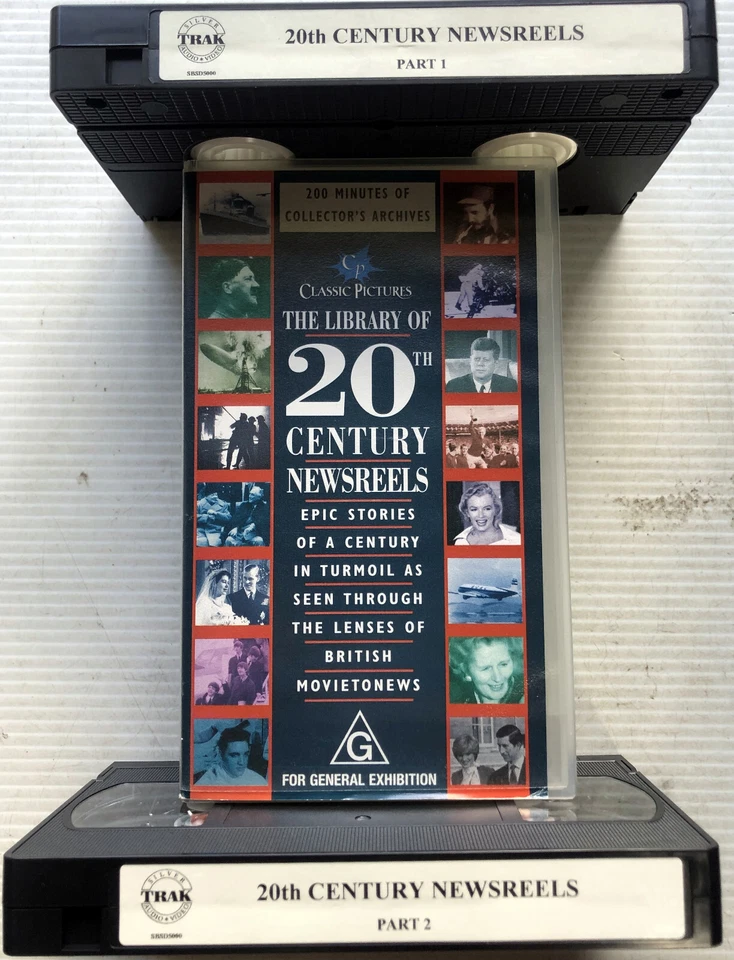 SILVER
TRAK
AUDIO • VIDEO
SBSD5000
20th CENTURY NEWSREELS
PART 1
200 MINUTES OF
COLLECTOR'S ARCHIVES
CP
CLASSIC PICTURES
THE LIBRARY OF
20TH
CENTURY
NEWSREELS
EPIC STORIES
OF A CENTURY
IN TURMOIL AS
SEEN THROUGH
THE LENSES OF
BRITISH
MOVIETONEWS
G
FOR GENERAL EXHIBITION
SILVER
TRAK
AUDIO • VIDEO
SBSD5000
20th CENTURY NEWSREELS
PART 2